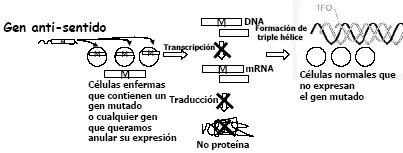 Gen anti-sentido
M
M
M
M
Células enfermas
que contienen un
gen mutado
o cualquier gen
que queramos
anular su expresión
Transcripción
Traducción
M
DNA
M
mRNA
No proteína
Formación de
triple hélice
TFO
Células normales que
no expresan
el gen mutado